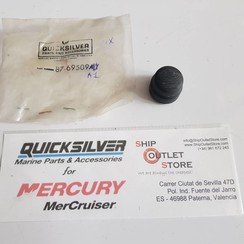 QUICKSILVER
87-69509
QUICKSILVER
Marine Parts & Accessories
for
MERCURY
MerCruiser
SHIP
OUTLET
STORE
Carrer Ciutat de Sevilla 47D
Pol. Ind. Fuente del Jarro
ES - 46988 Paterna, Valencia